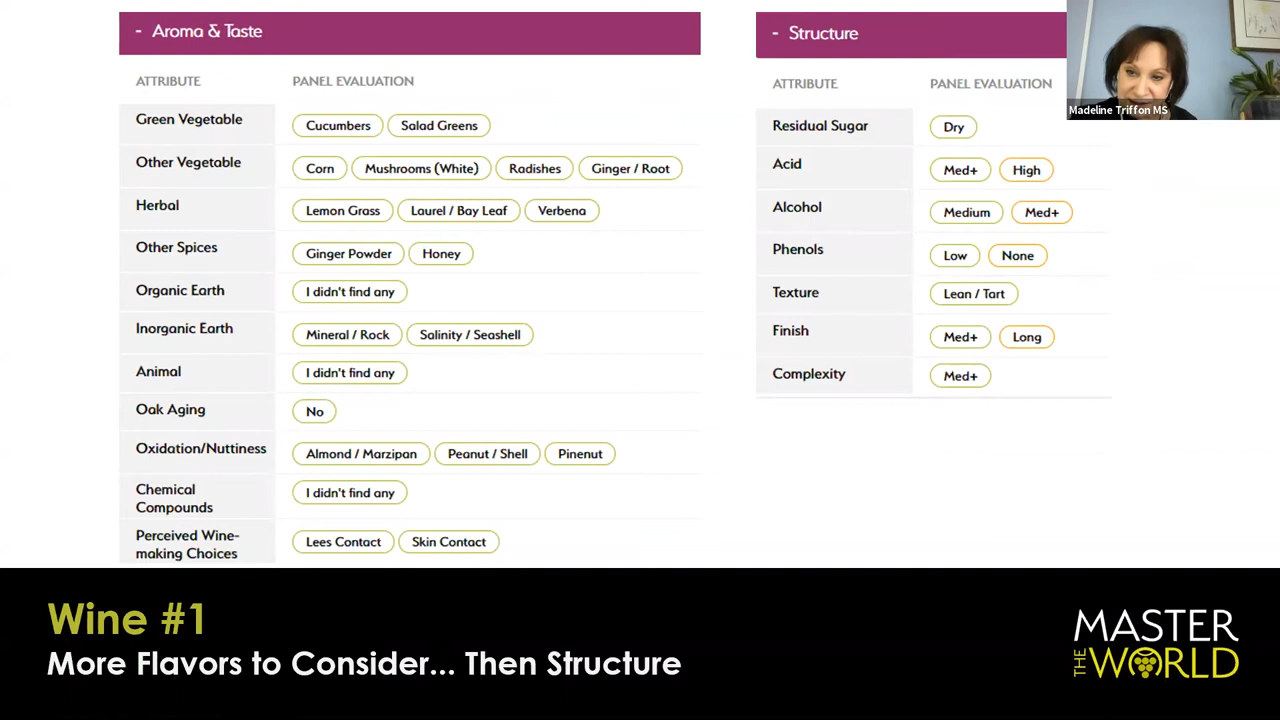 - Aroma & Taste
ATTRIBUTE PANEL EVALUATION
Green Vegetable Cucumbers Salad Greens
Other Vegetable Corn Mushrooms (White) Radishes Ginger / Root
Herbal Lemon Grass Laurel / Bay Leaf Verbena
Other Spices Ginger Powder Honey
Organic Earth I didn't find any
Inorganic Earth Mineral / Rock Salinity / Seashell
Animal I didn't find any
Oak Aging No
Oxidation/Nuttiness Almond / Marzipan Peanut / Shell Pinenut
Chemical
Compounds I didn't find any
Perceived Wine-
making Choices Lees Contact Skin Contact
- Structure
ATTRIBUTE PANEL EVALUATION
Residual Sugar Dry
Acid Med+ High
Alcohol Medium Med+
Phenols Low None
Texture Lean / Tart
Finish Med+ Long
Complexity Med+
Madeline Triffon MS
Wine #1
More Flavors to Consider... Then Structure
MASTER
THE WORLD